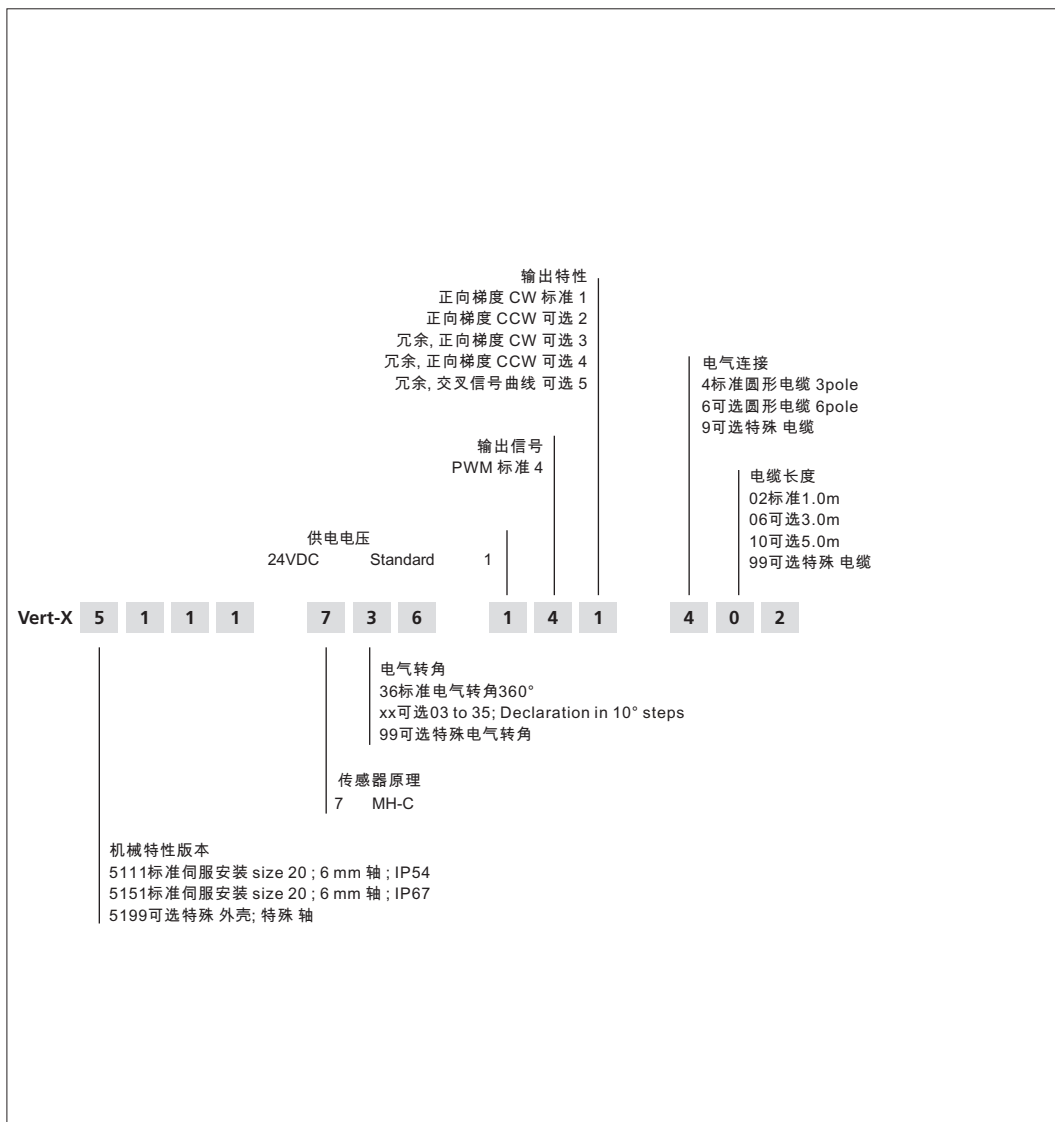 输出特性
正向梯度 CW 标准 1
正向梯度 CCW 可选 2
冗余, 正向梯度 CW 可选 3
冗余, 正向梯度 CCW 可选 4
冗余, 交叉信号曲线 可选 5
电气连接
4标准圆形电缆 3pole
6可选圆形电缆 6pole
9可选特殊 电缆
输出信号
PWM 标准 4
电缆长度
02标准1.0m
06可选3.0m
10可选5.0m
99可选特殊 电缆
供电电压
24VDC Standard 1
Vert-X 5 1 1 1 7 3 6 1 4 1 4 0 2
电气转角
36标准电气转角360°
xx可选03 to 35; Declaration in 10° steps
99可选特殊电气转角
传感器原理
7 MH-C
机械特性版本
5111标准伺服安装 size 20 ; 6 mm 轴 ; IP54
5151标准伺服安装 size 20 ; 6 mm 轴 ; IP67
5199可选特殊 外壳; 特殊 轴